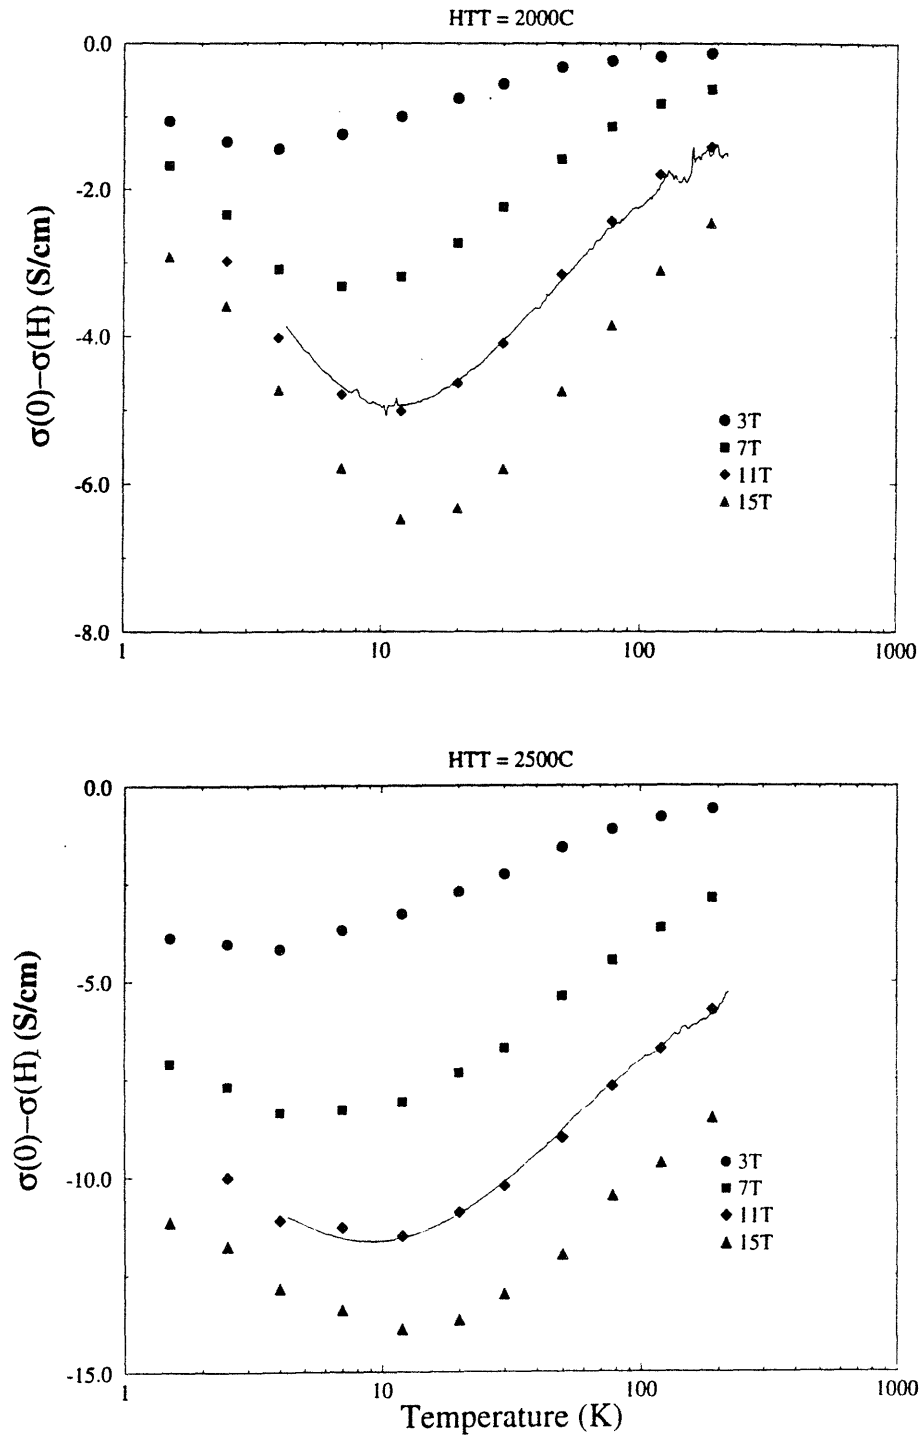 HTT = 2000C
0.0
-2.0
-4.0
-6.0
-8.0
σ(0)–σ(H) (S/cm)
3T
7T
11T
15T
1 10 100 1000
HTT = 2500C
0.0
-5.0
-10.0
-15.0
σ(0)–σ(H) (S/cm)
3T
7T
11T
15T
1 10 100 1000
Temperature (K)